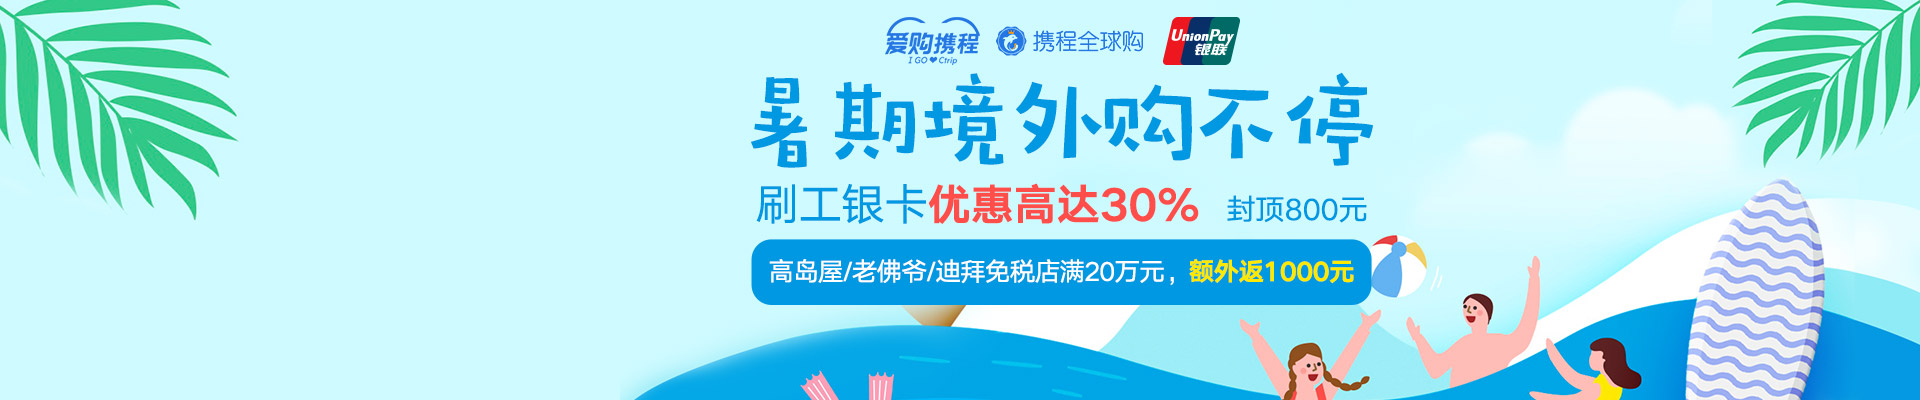 爱购携程 携程全球购 UnionPay 银联
I GO❤Ctrip
暑期境外购不停
刷工银卡优惠高达30% 封顶800元
高岛屋/老佛爷/迪拜免税店满20万元，额外返1000元